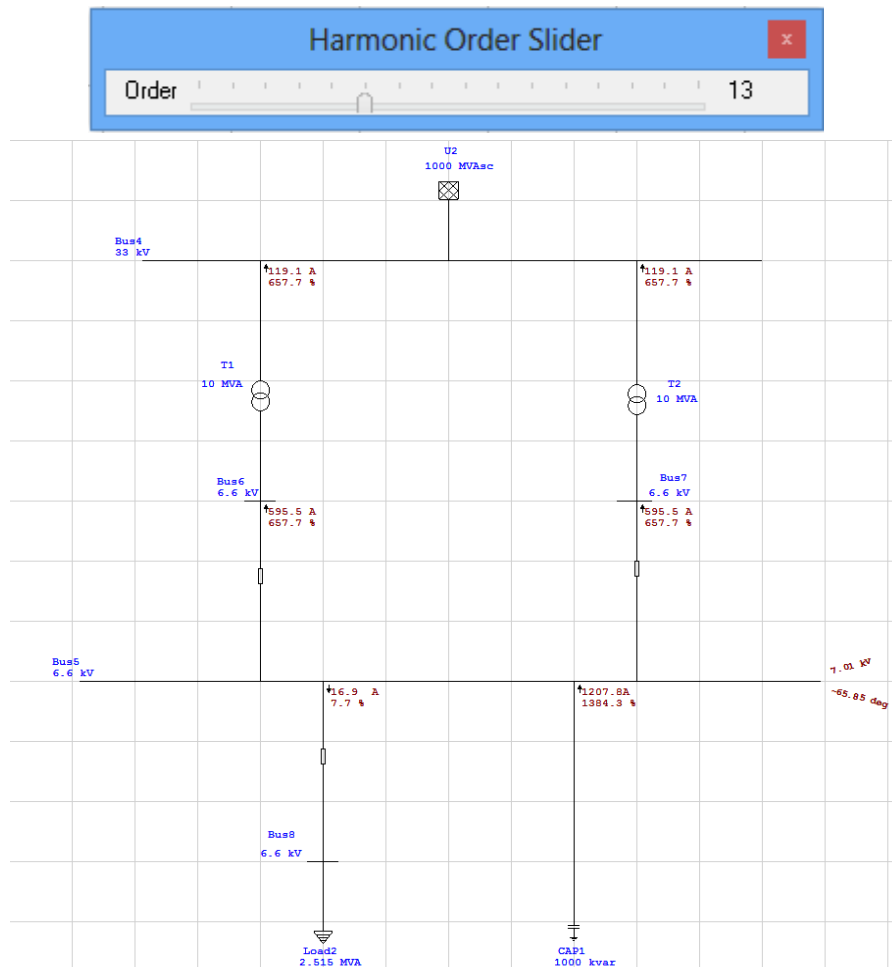 Harmonic Order Slider
x
Order 13
U2
1000 MVAsc
Bus4
33 kV
119.1 A
657.7 %
119.1 A
657.7 %
T1
10 MVA
T2
10 MVA
Bus6
6.6 kV
Bus7
6.6 kV
595.5 A
657.7 %
595.5 A
657.7 %
Bus5
6.6 kV
7.01 kV
-65.85 deg
16.9 A
7.7 %
1207.8A
1384.3 %
Bus8
6.6 kV
Load2
2.515 MVA
CAP1
1000 kvar